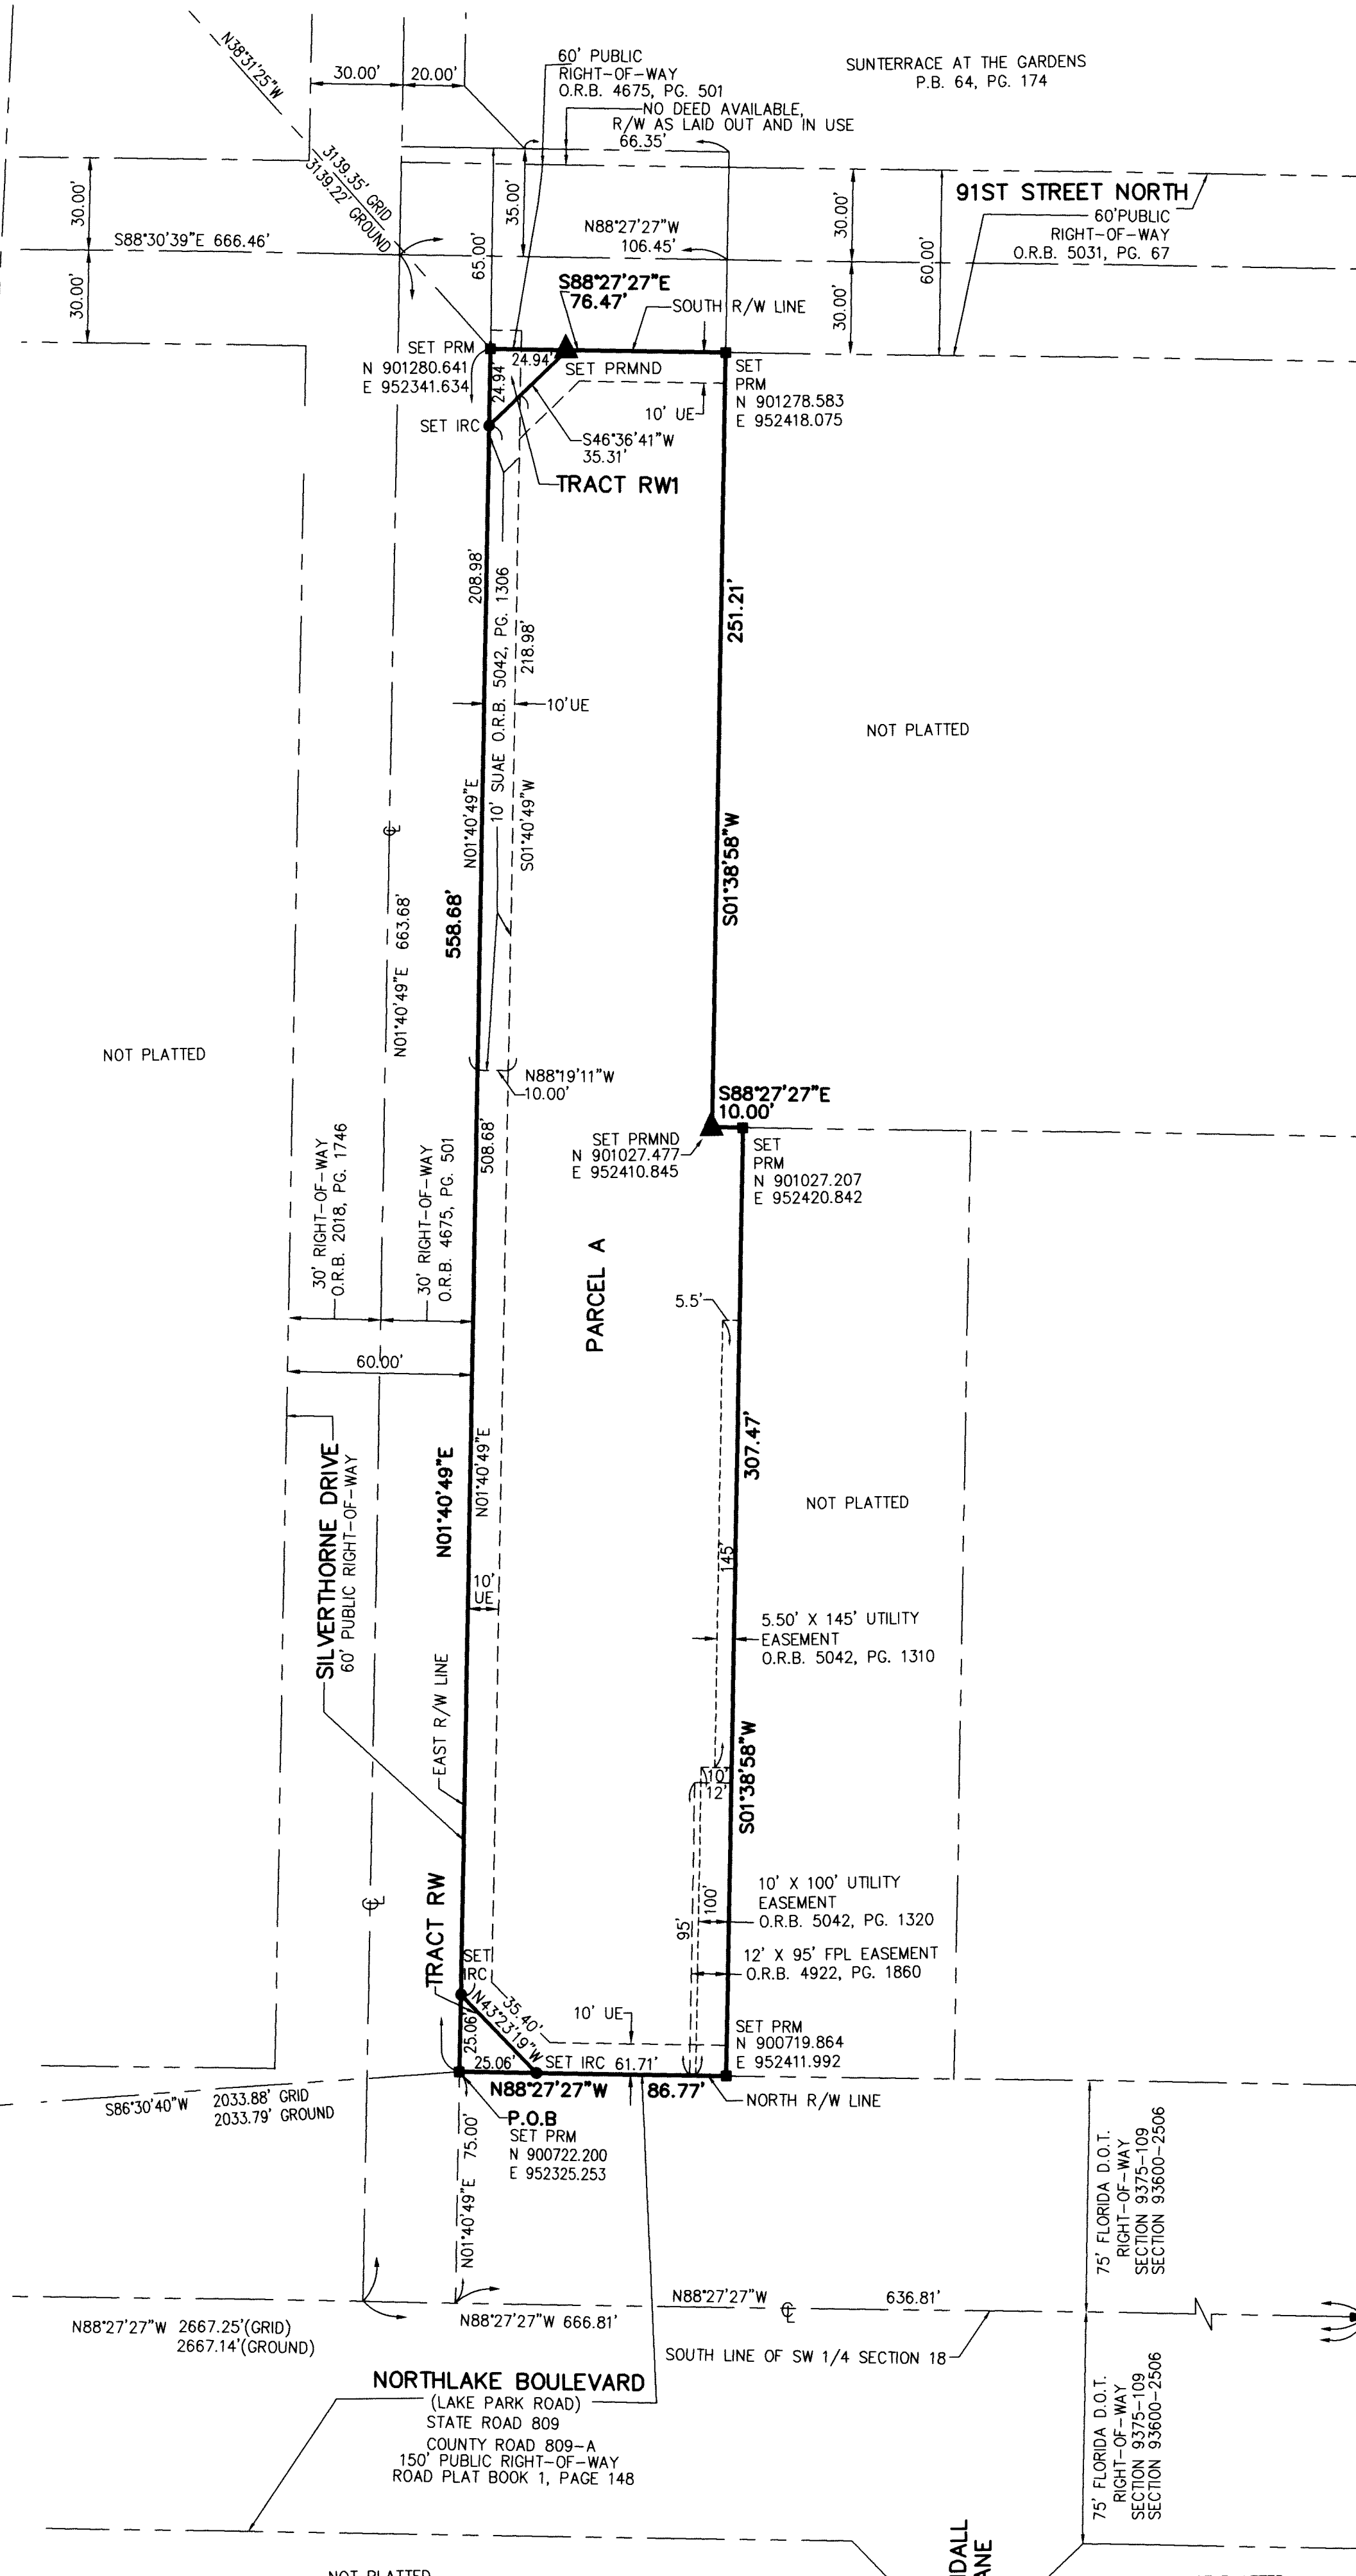 N38°31'25"W
30.00'
20.00'
60' PUBLIC
RIGHT-OF-WAY
O.R.B. 4675, PG. 501
SUNTERRACE AT THE GARDENS
P.B. 64, PG. 174
NO DEED AVAILABLE,
R/W AS LAID OUT AND IN USE
66.35'
3139.35' GRID
3139.22' GROUND
30.00'
35.00'
30.00'
91ST STREET NORTH
60'PUBLIC
RIGHT-OF-WAY
O.R.B. 5031, PG. 67
S88°30'39"E 666.46'
65.00'
N88°27'27"W
106.45'
60.00'
30.00'
30.00'
S88°27'27"E
76.47'
SOUTH R/W LINE
SET PRM
N 901280.641
E 952341.634
24.94'
24.94'
SET PRMND
SET
PRM
N 901278.583
E 952418.075
10' UE
SET IRC
S46°36'41"W
35.31'
TRACT RW1
208.98'
10' SUAE O.R.B. 5042, PG. 1306
218.98'
251.21'
10'UE
NOT PLATTED
N01°40'49"E
S01°40'49"W
S01°38'58"W
558.68'
N01°40'49"E 663.68'
NOT PLATTED
N88°19'11"W
10.00'
S88°27'27"E
10.00'
SET PRMND
N 901027.477
E 952410.845
SET
PRM
N 901027.207
E 952420.842
508.68'
30' RIGHT-OF-WAY
O.R.B. 2018, PG. 1746
30' RIGHT-OF-WAY
O.R.B. 4675, PG. 501
PARCEL A
5.5'
60.00'
SILVERTHORNE DRIVE
60' PUBLIC RIGHT-OF-WAY
N01°40'49"E
N01°40'49"E
307.47'
NOT PLATTED
145'
10'
UE
5.50' X 145' UTILITY
EASEMENT
O.R.B. 5042, PG. 1310
EAST R/W LINE
S01°38'58"W
10'
12'
TRACT RW
95'
100'
10' X 100' UTILITY
EASEMENT
O.R.B. 5042, PG. 1320
12' X 95' FPL EASEMENT
O.R.B. 4922, PG. 1860
SET
IRC
N43°23'19"W
35.40'
10' UE
25.06'
25.06'
SET IRC
61.71'
SET PRM
N 900719.864
E 952411.992
N88°27'27"W
86.77'
NORTH R/W LINE
S86°30'40"W
2033.88' GRID
2033.79' GROUND
P.O.B
SET PRM
N 900722.200
E 952325.253
N01°40'49"E 75.00'
75' FLORIDA D.O.T.
RIGHT-OF-WAY
SECTION 9375-109
SECTION 93600-2506
N88°27'27"W 2667.25'(GRID)
2667.14'(GROUND)
N88°27'27"W 666.81'
N88°27'27"W
636.81'
SOUTH LINE OF SW 1/4 SECTION 18
NORTHLAKE BOULEVARD
(LAKE PARK ROAD)
STATE ROAD 809
COUNTY ROAD 809-A
150' PUBLIC RIGHT-OF-WAY
ROAD PLAT BOOK 1, PAGE 148
75' FLORIDA D.O.T.
RIGHT-OF-WAY
SECTION 9375-109
SECTION 93600-2506